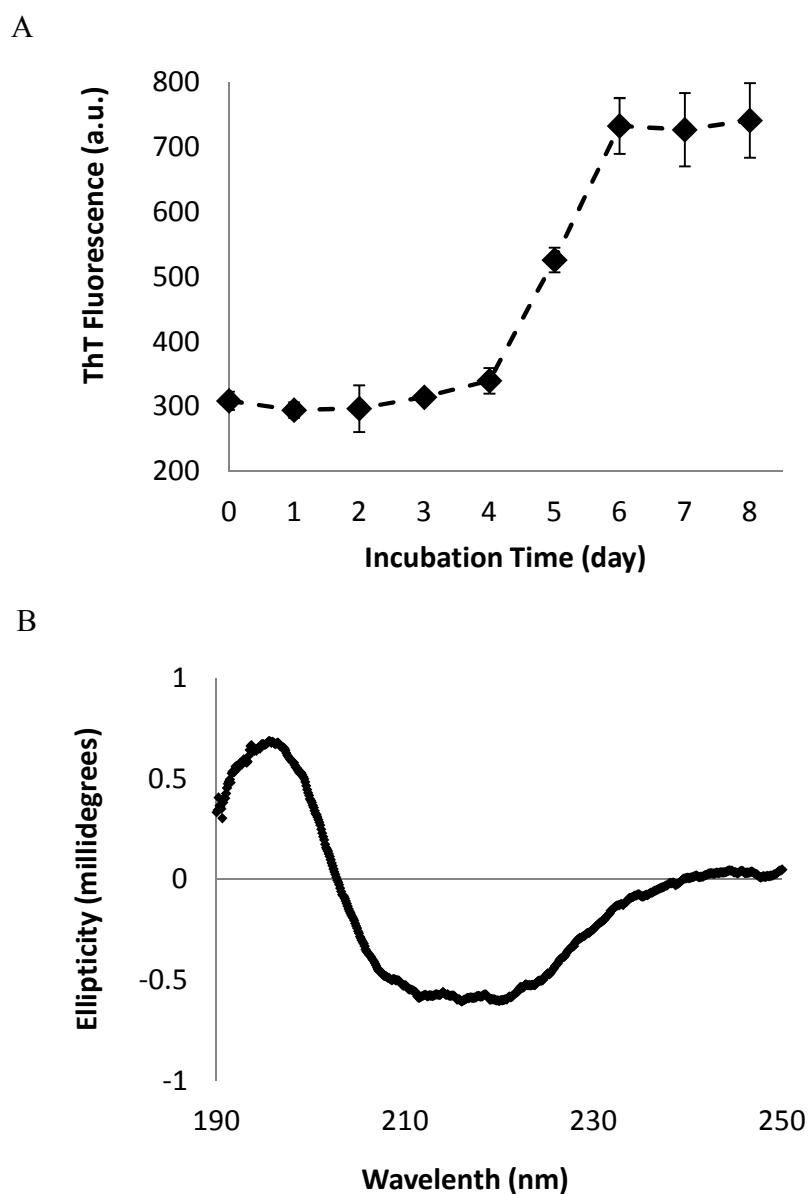 A
800
700
600
500
400
300
200
0 1 2 3 4 5 6 7 8
ThT Fluorescence (a.u.)
Incubation Time (day)
B
1
0.5
0
-0.5
-1
190 210 230 250
Ellipticity (millidegrees)
Wavelenth (nm)